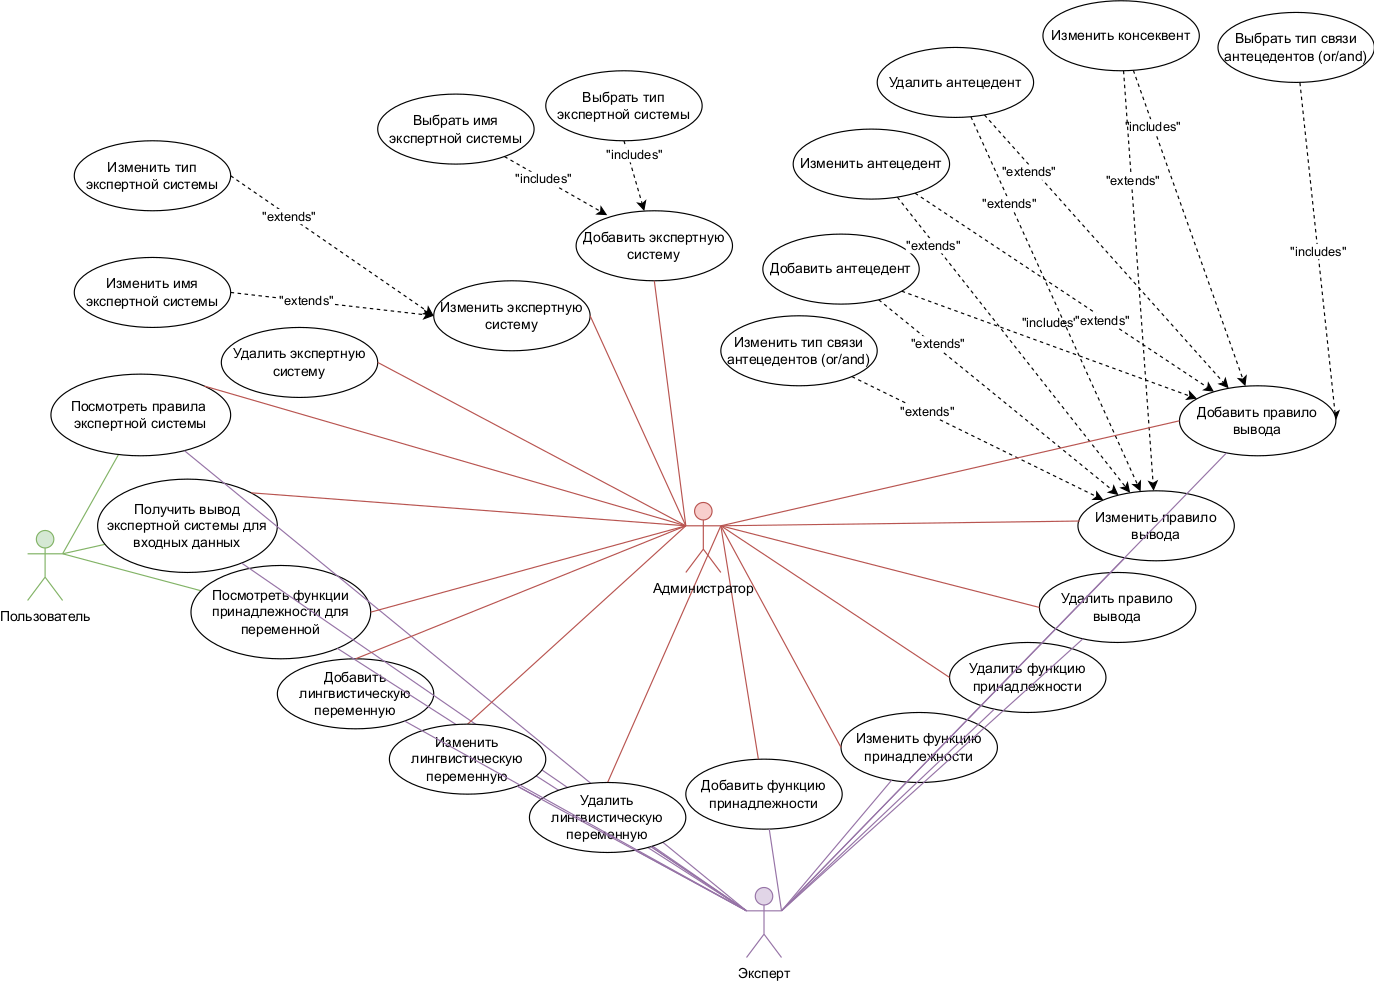 Изменить консеквент
Выбрать тип связи
антецедентов (or/and)
Удалить антецедент
Выбрать тип
экспертной системы
Выбрать имя
экспертной системы
"includes"
"includes"
"includes"
Изменить антецедент
Изменить тип
экспертной системы
"includes"
"extends"
"extends"
"extends"
"extends"
Добавить экспертную
систему
"extends"
"includes"
Добавить антецедент
Изменить имя
экспертной системы
"extends"
Изменить экспертную
систему
"includes"
"extends"
Изменить тип связи
антецедентов (or/and)
"extends"
Удалить экспертную
систему
Посмотреть правила
экспертной системы
"extends"
Добавить правило
вывода
Получить вывод
экспертной системы для
входных данных
Изменить правило
вывода
Администратор
Посмотреть функции
принадлежности для
переменной
Удалить правило
вывода
Пользователь
Удалить функцию
принадлежности
Добавить
лингвистическую
переменную
Изменить функцию
принадлежности
Изменить
лингвистическую
переменную
Добавить функцию
принадлежности
Удалить
лингвистическую
переменную
Эксперт